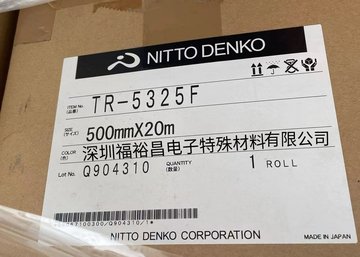 NITTO DENKO
ITEM No. (品番) TR-5325F
SIZE (サイズ) 500mmX20m
COLOR (色) 深圳福裕昌电子特殊材料有限公司
Lot No. Q904310 QUANTITY (数量) 1 ROLL
NITTO DENKO CORPORATION
MADE IN JAPAN